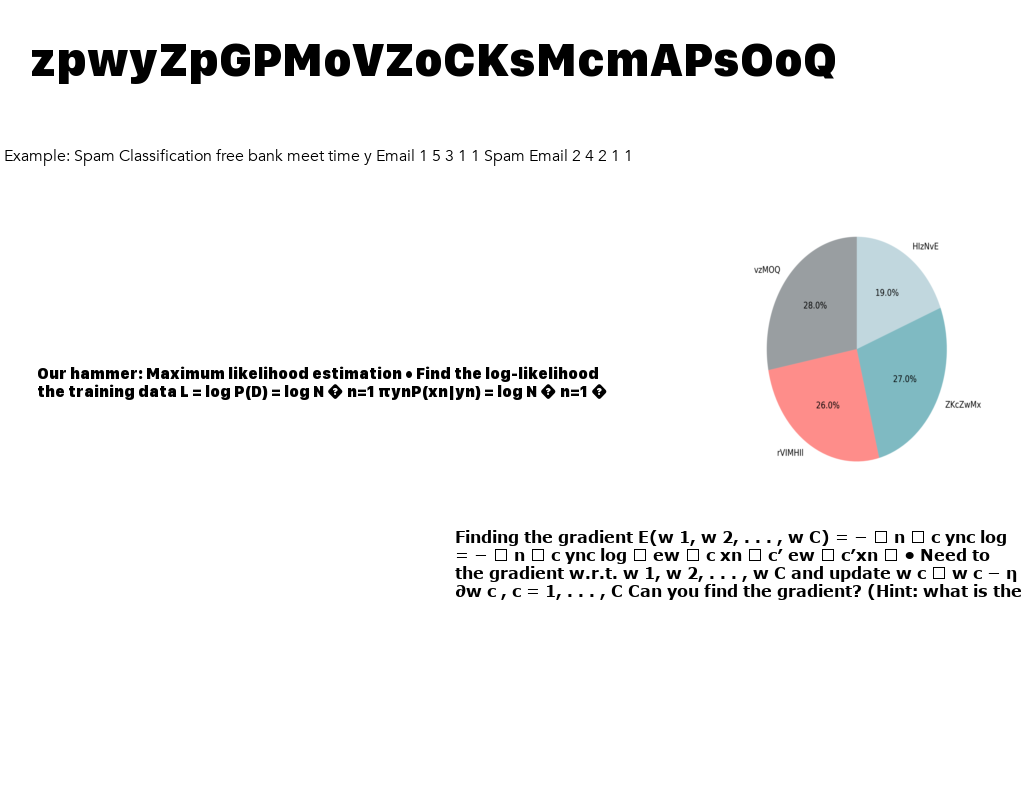 zpwyZpGPMoVZoCKsMcmAPsOoQ
Example: Spam Classification free bank meet time y Email 1 5 3 1 1 Spam Email 2 4 2 1 1
HIzNvE
vzMOQ
19.0%
28.0%
Our hammer: Maximum likelihood estimation • Find the log-likelihood
the training data L = log P(D) = log N � n=1 πynP(xn|yn) = log N � n=1 �
27.0%
26.0%
ZKcZwMx
rVIMHII
Finding the gradient E(w 1, w 2, . . . , w C) = − □ n □ c ync log
= − □ n □ c ync log □ ew □ c xn □ c′ ew □ c′xn □ • Need to
the gradient w.r.t. w 1, w 2, . . . , w C and update w c □ w c − η
∂w c , c = 1, . . . , C Can you find the gradient? (Hint: what is the